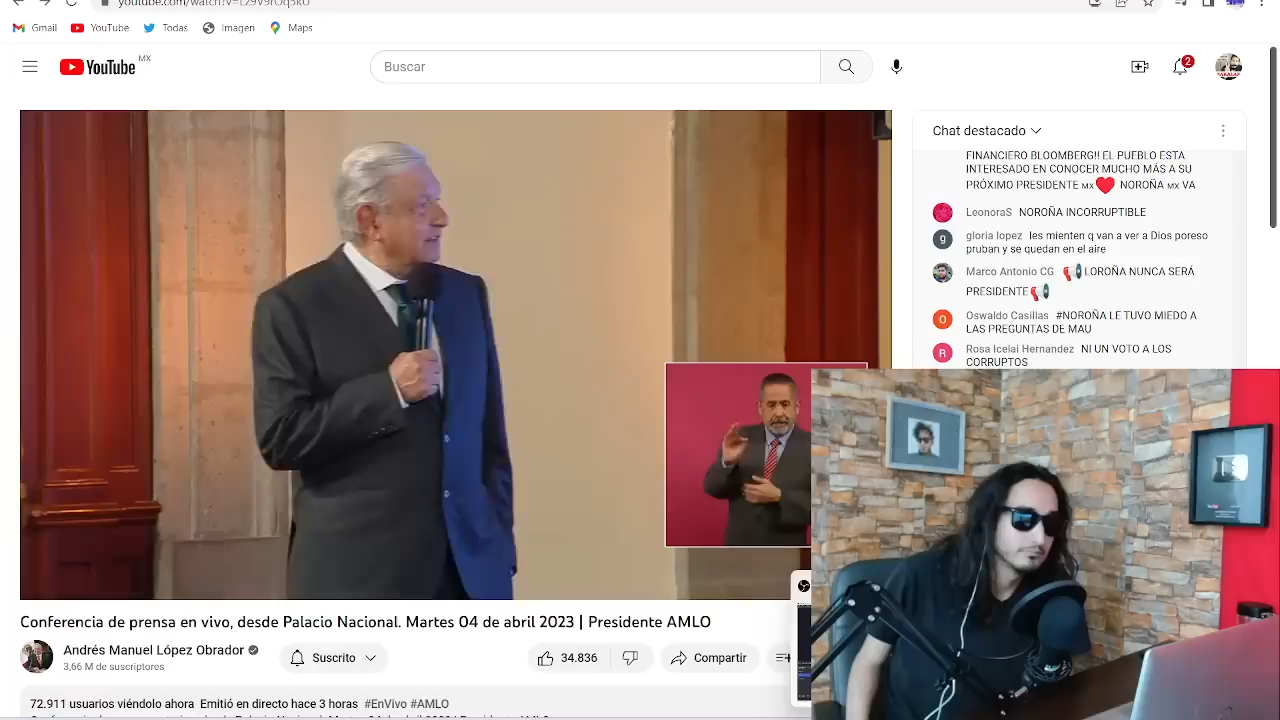 youtube.com/watch?v=Lz9v9rOq5k0
Gmail YouTube Todas Imagen Maps
YouTube MX
Buscar
2
Chat destacado
FINANCIERO BLOOMBERG!! EL PUEBLO ESTA
INTERESADO EN CONOCER MUCHO MÁS A SU
PRÓXIMO PRESIDENTE MX NOROÑA MX VA
LeonoraS NOROÑA INCORRUPTIBLE
gloria lopez les mienten q van a ver a Dios poreso
pruban y se quedan en el aire
Marco Antonio CG LOROÑA NUNCA SERÁ
PRESIDENTE
Oswaldo Casillas #NOROÑA LE TUVO MIEDO A
LAS PREGUNTAS DE MAU
Rosa Icelai Hernandez NI UN VOTO A LOS
CORRUPTOS
Conferencia de prensa en vivo, desde Palacio Nacional. Martes 04 de abril 2023 | Presidente AMLO
Andrés Manuel López Obrador
3,66 M de suscriptores
Suscrito
34.836
Compartir
72.911 usuarios viéndolo ahora Emitió en directo hace 3 horas #EnVivo #AMLO